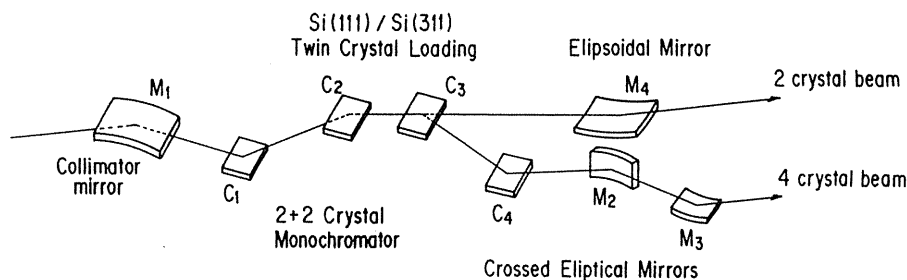 Si(111) / Si(311)
Twin Crystal Loading
Elipsoidal Mirror
M1
C2
C3
M4
2 crystal beam
Collimator
mirror
C1
C4
M2
4 crystal beam
2+2 Crystal
Monochromator
M3
Crossed Eliptical Mirrors